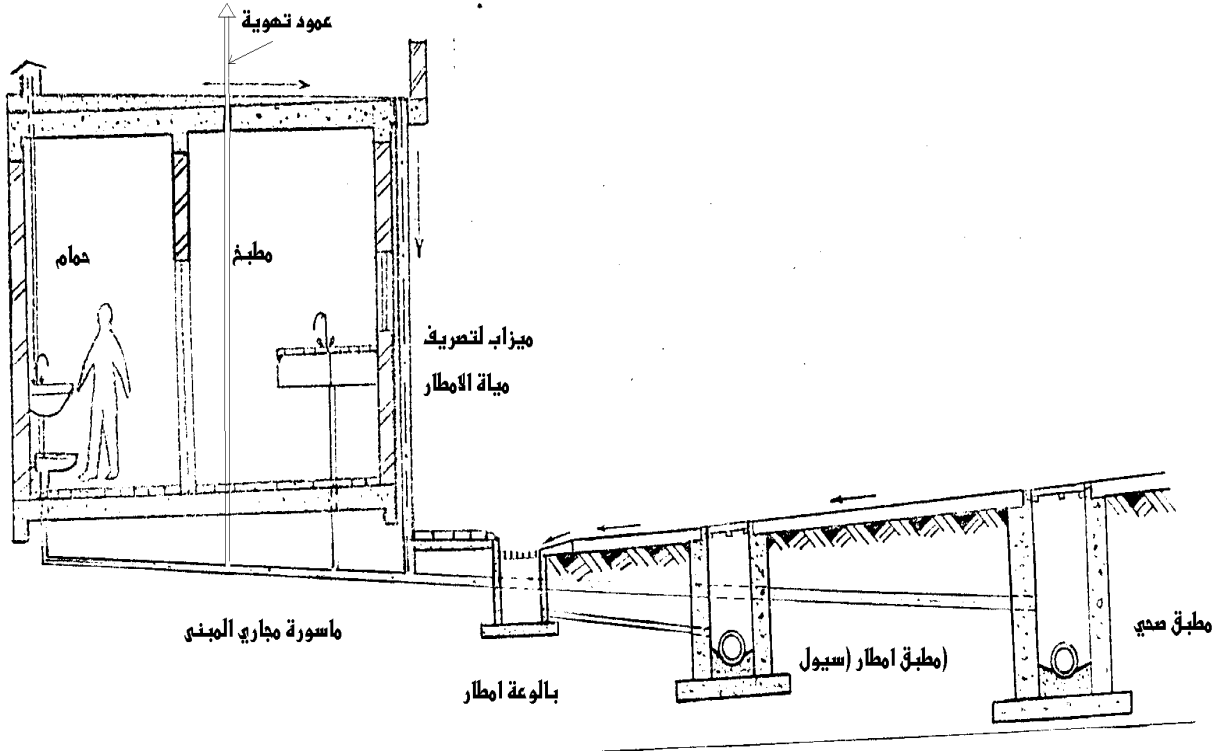 عمود تهوية
حمام
مطبخ
ميزاب لتصريف
مياة الامطار
ماسورة مجاري المبنى
بالوعة امطار
(مطبق امطار (سيول
مطبق صحي